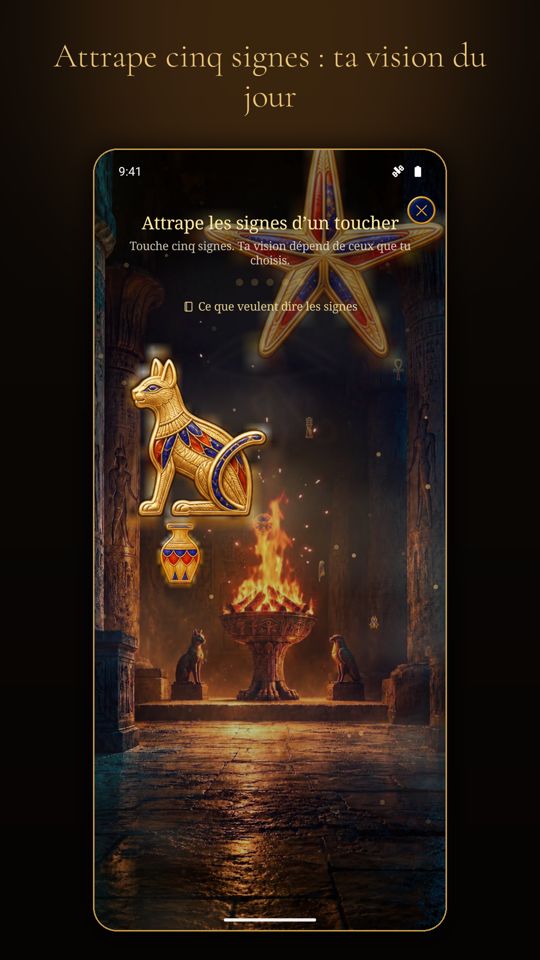 Attrape cinq signes : ta vision du
jour
9:41
Attrape les signes d’un toucher
Touche cinq signes. Ta vision dépend de ceux que tu
choisis.
Ce que veulent dire les signes